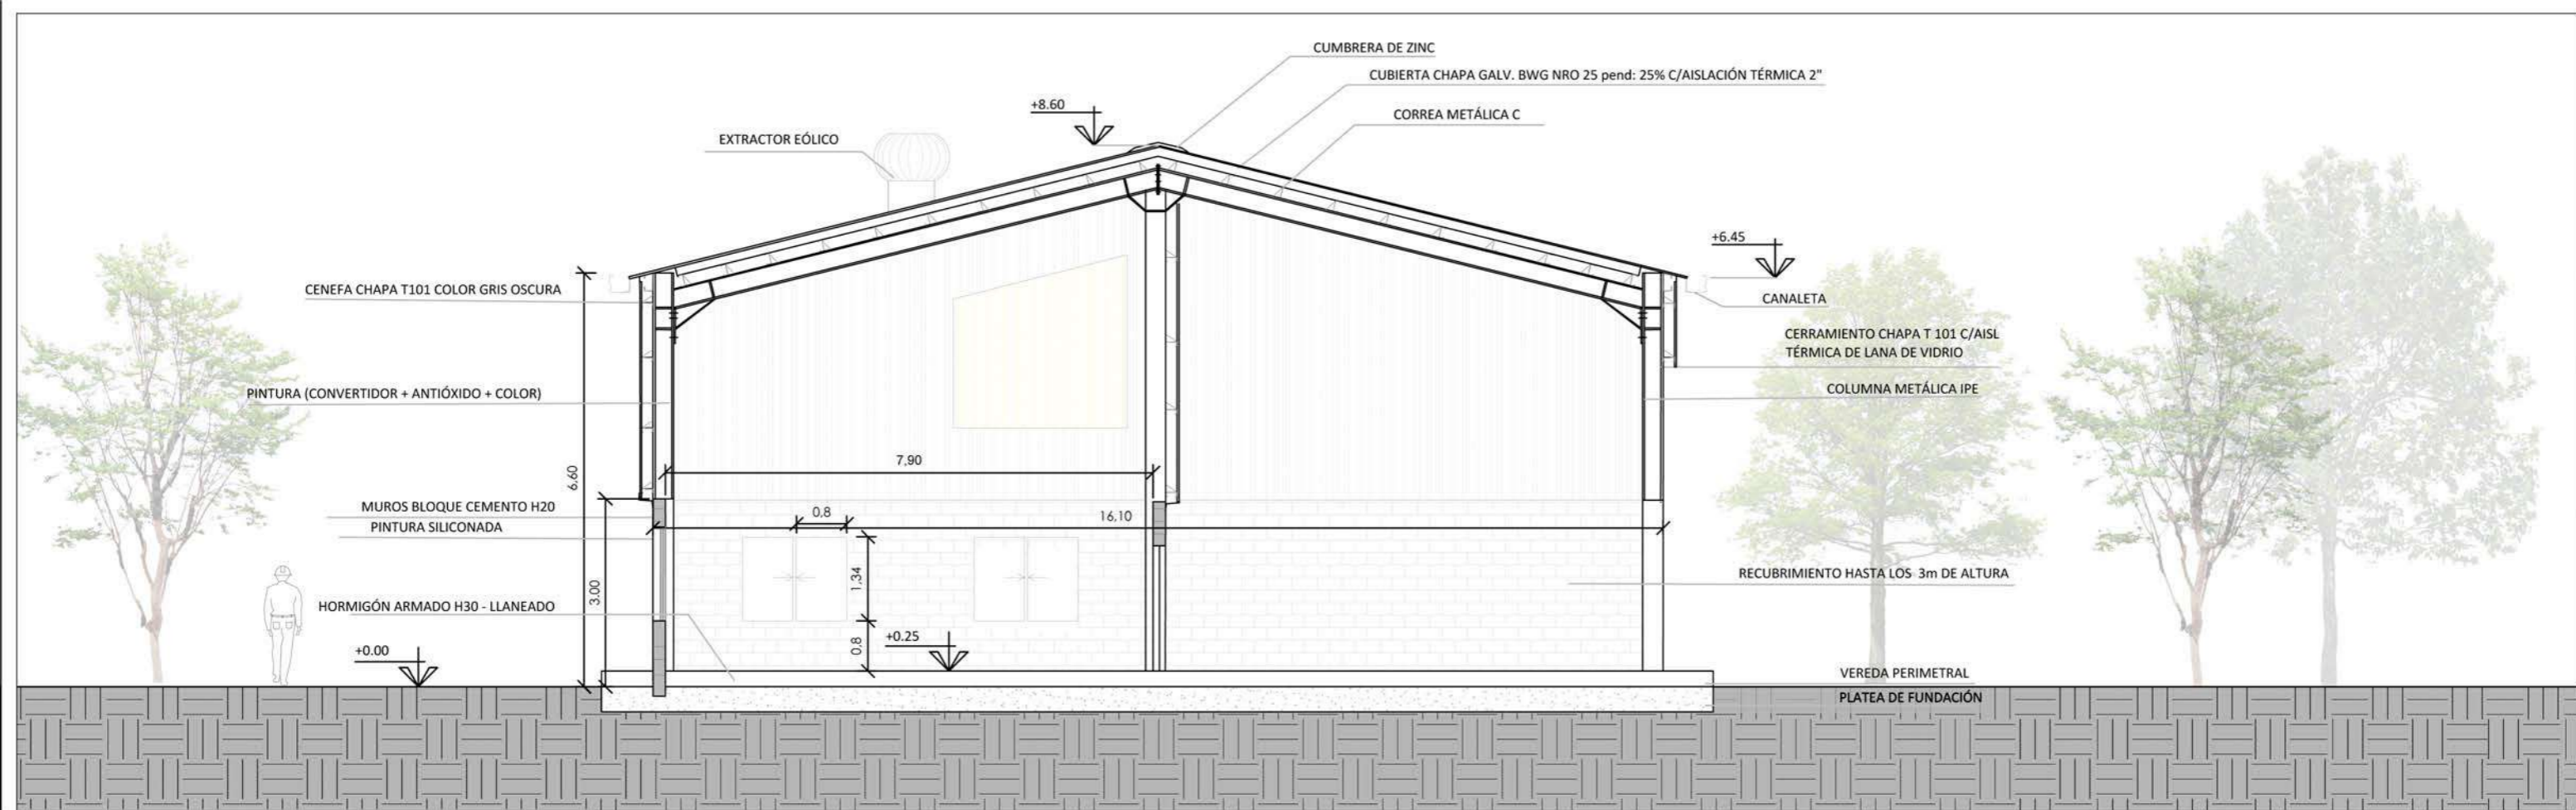 CUMBRERA DE ZINC
CUBIERTA CHAPA GALV. BWG NRO 25 pend: 25% C/AISLACIÓN TÉRMICA 2"
+8.60
CORREA METÁLICA C
EXTRACTOR EÓLICO
+6.45
CENEFA CHAPA T101 COLOR GRIS OSCURA
CANALETA
CERRAMIENTO CHAPA T 101 C/AISL
TÉRMICA DE LANA DE VIDRIO
PINTURA (CONVERTIDOR + ANTIÓXIDO + COLOR)
COLUMNA METÁLICA IPE
7,90
6,60
MUROS BLOQUE CEMENTO H20
0,8
16,10
PINTURA SILICONADA
1,34
RECUBRIMIENTO HASTA LOS 3m DE ALTURA
3,00
HORMIGÓN ARMADO H30 - LLANEADO
0,8
+0.25
+0.00
VEREDA PERIMETRAL
PLATEA DE FUNDACIÓN